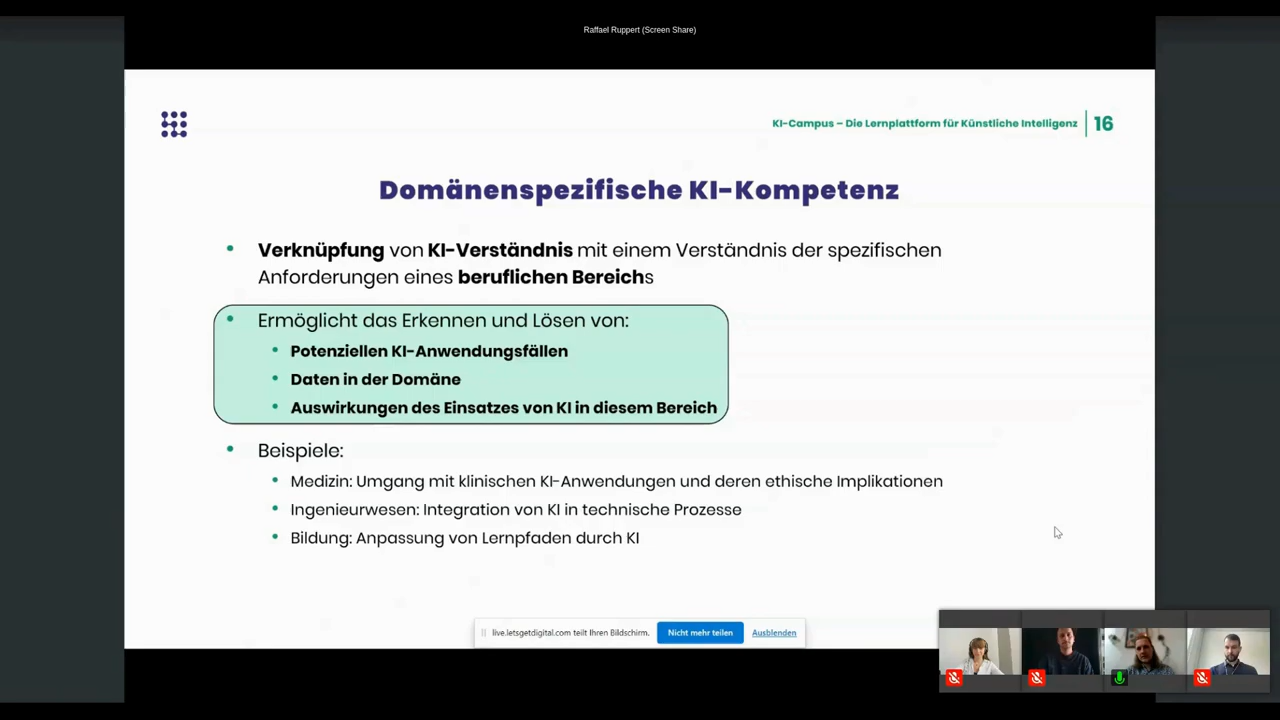 Raffael Ruppert (Screen Share)
KI-Campus – Die Lernplattform für Künstliche Intelligenz
16
Domänenspezifische KI-Kompetenz
Verknüpfung von KI-Verständnis mit einem Verständnis der spezifischen
Anforderungen eines beruflichen Bereichs
Ermöglicht das Erkennen und Lösen von:
Potenziellen KI-Anwendungsfällen
Daten in der Domäne
Auswirkungen des Einsatzes von KI in diesem Bereich
Beispiele:
Medizin: Umgang mit klinischen KI-Anwendungen und deren ethische Implikationen
Ingenieurwesen: Integration von KI in technische Prozesse
Bildung: Anpassung von Lernpfaden durch KI
live.letsgetdigital.com teilt Ihren Bildschirm.
Nicht mehr teilen
Ausblenden